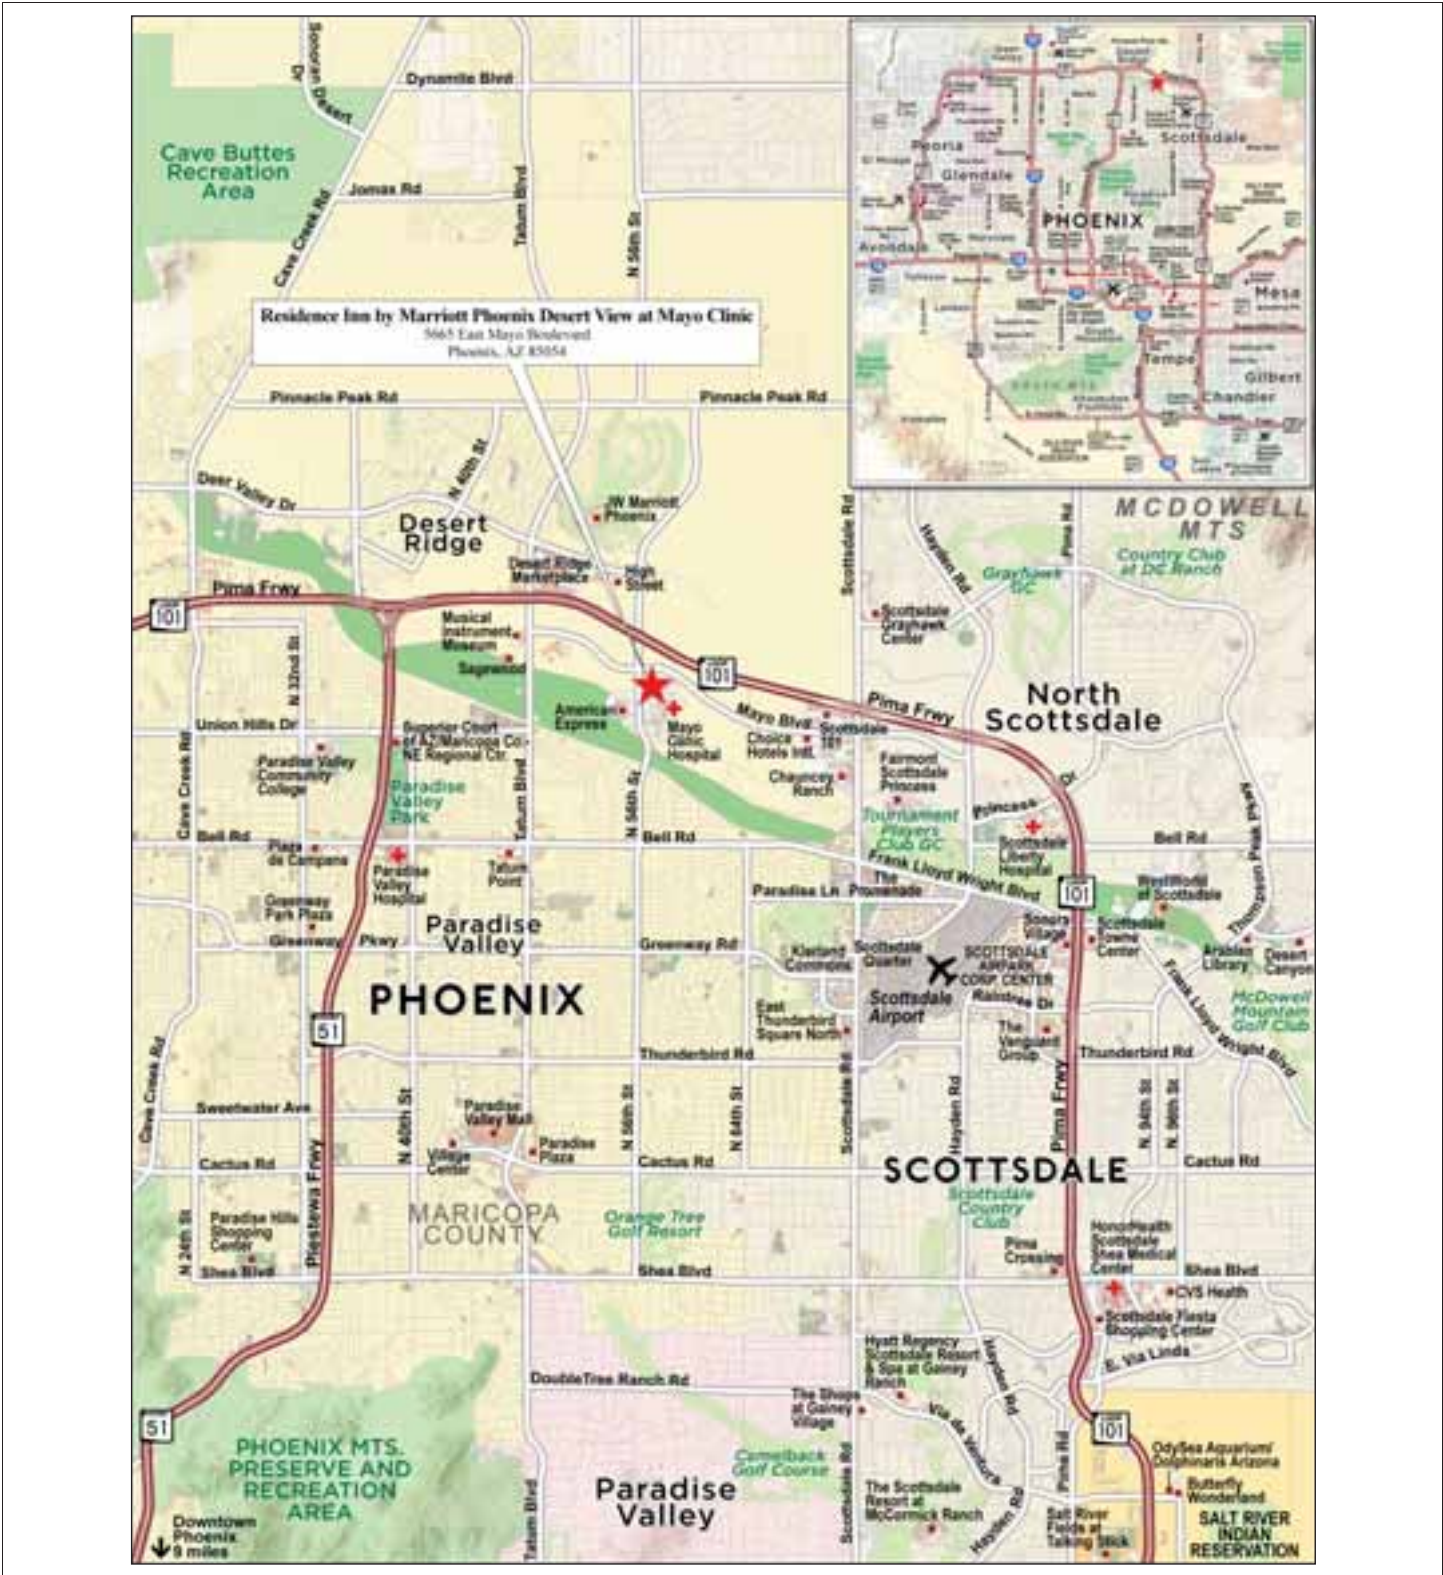 Sonoran Desert
Dr
Dynamite Blvd
Cave Buttes
Recreation
Area
Jomax Rd
Cave Creek Rd
Tatum Blvd
N 56th St
Residence Inn by Marriott Phoenix Desert View at Mayo Clinic
5665 East Mayo Boulevard
Phoenix, AZ 85054
Peoria
Glendale
Scottsdale
PHOENIX
Avondale
Mesa
Tempe
Gilbert
Chandler
Pinnacle Peak Rd
Pinnacle Peak Rd
Deer Valley Dr
N 40th St
Desert
Ridge
JW Marriott
Phoenix
Desert Ridge
Marketplace
High
Street
Scottsdale Rd
Hayden Rd
Pima Rd
MCDOWELL
MTS
Country Club
at DC Ranch
Grayhawk
GC
Scottsdale
Grayhawk
Center
Pima Frwy
101
Musical
Instrument
Museum
Sagewood
N 32nd St
101
American
Express
Mayo
Clinic
Hospital
Mayo Blvd
Choice
Hotels Intl.
Scottsdale
101
Pima Frwy
North
Scottsdale
Union Hills Dr
Cave Creek Rd
Paradise Valley
Community
College
Superior Court
of AZ/Maricopa Co.-
NE Regional Ctr.
Paradise
Valley
Park
Tatum Blvd
N 56th St
Chauncey
Ranch
Fairmont
Scottsdale
Princess
Princess Dr
Tournament
Players
Club GC
Scottsdale
Liberty
Hospital
Thompson Peak Pkwy
Bell Rd
Bell Rd
Bell Rd
Plaza
de Campana
Paradise
Valley
Hospital
Tatum
Point
Frank Lloyd Wright Blvd
Paradise Ln
The
Promenade
101
WestWorld
of Scottsdale
Greenway
Park Plaza
Greenway Pkwy
Paradise
Valley
Greenway Rd
Kierland
Commons
Scottsdale
Quarter
Sonora
Village
Scottsdale
Towne
Center
SCOTTSDALE
AIRPARK
CORP. CENTER
Arabian
Library
Desert
Canyon
PHOENIX
51
Scottsdale
Airport
Raintree Dr
East
Thunderbird
Square North
The
Vanguard
Group
Frank Lloyd Wright Blvd
McDowell
Mountain
Golf Club
Thunderbird Rd
Thunderbird Rd
Cave Creek Rd
Sweetwater Ave
N 40th St
Paradise
Valley Mall
Village
Center
Paradise
Plaza
N 56th St
N 64th St
Scottsdale Rd
Hayden Rd
Pima Frwy
N. 94th St
N. 96th St
Cactus Rd
Cactus Rd
Cactus Rd
SCOTTSDALE
Piestewa Frwy
N 24th St
Paradise Hills
Shopping
Center
MARICOPA
COUNTY
Orange Tree
Golf Resort
Scottsdale
Country
Club
Pima
Crossing
HonorHealth
Scottsdale
Shea Medical
Center
Shea Blvd
Shea Blvd
Shea Blvd
CVS Health
Scottsdale Fiesta
Shopping Center
E. Via Linda
Hyatt Regency
Scottsdale Resort
& Spa at Gainey
Ranch
Hayden Rd
DoubleTree Ranch Rd
The Shops
at Gainey
Village
Via de Ventura
51
101
PHOENIX MTS.
PRESERVE AND
RECREATION
AREA
Camelback
Golf Course
Paradise
Valley
Tatum Blvd
Scottsdale Rd
The Scottsdale
Resort at
McCormick Ranch
Hayden Rd
Pima Rd
OdySea Aquarium/
Dolphinaris Arizona
Butterfly
Wonderland
Salt River
Fields at
Talking Stick
SALT RIVER
INDIAN
RESERVATION
Downtown
Phoenix
9 miles